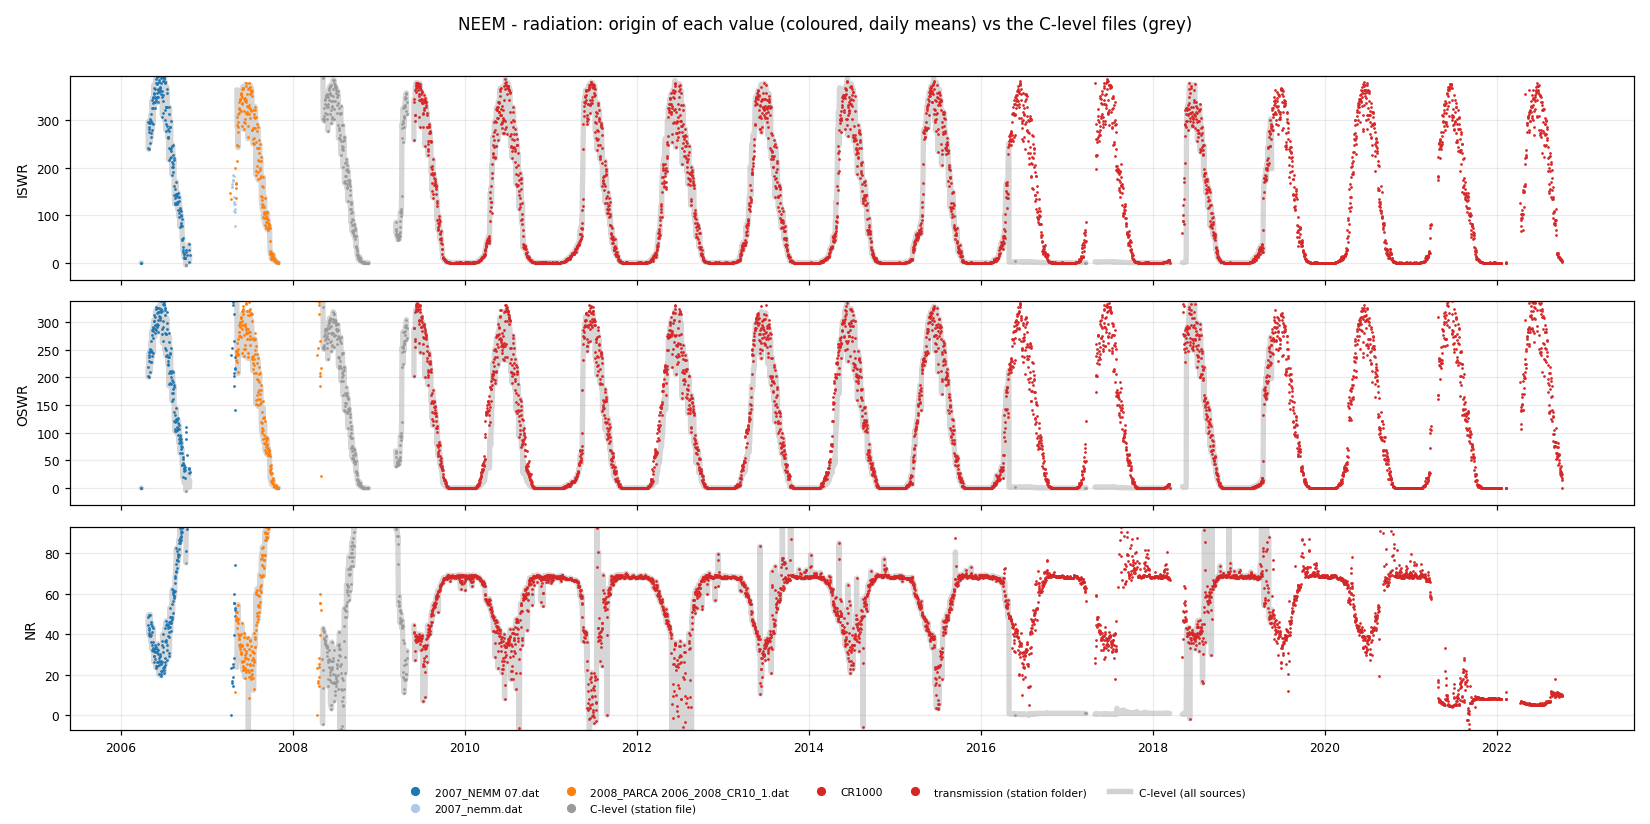 NEEM - radiation: origin of each value (coloured, daily means) vs the C-level files (grey)
ISWR
300
200
100
0
OSWR
300
250
200
150
100
50
0
NR
80
60
40
20
0
2006 2008 2010 2012 2014 2016 2018 2020 2022
2007_NEMM 07.dat 2008_PARCA 2006_2008_CR10_1.dat CR1000 transmission (station folder) C-level (all sources)
2007_nemm.dat C-level (station file)